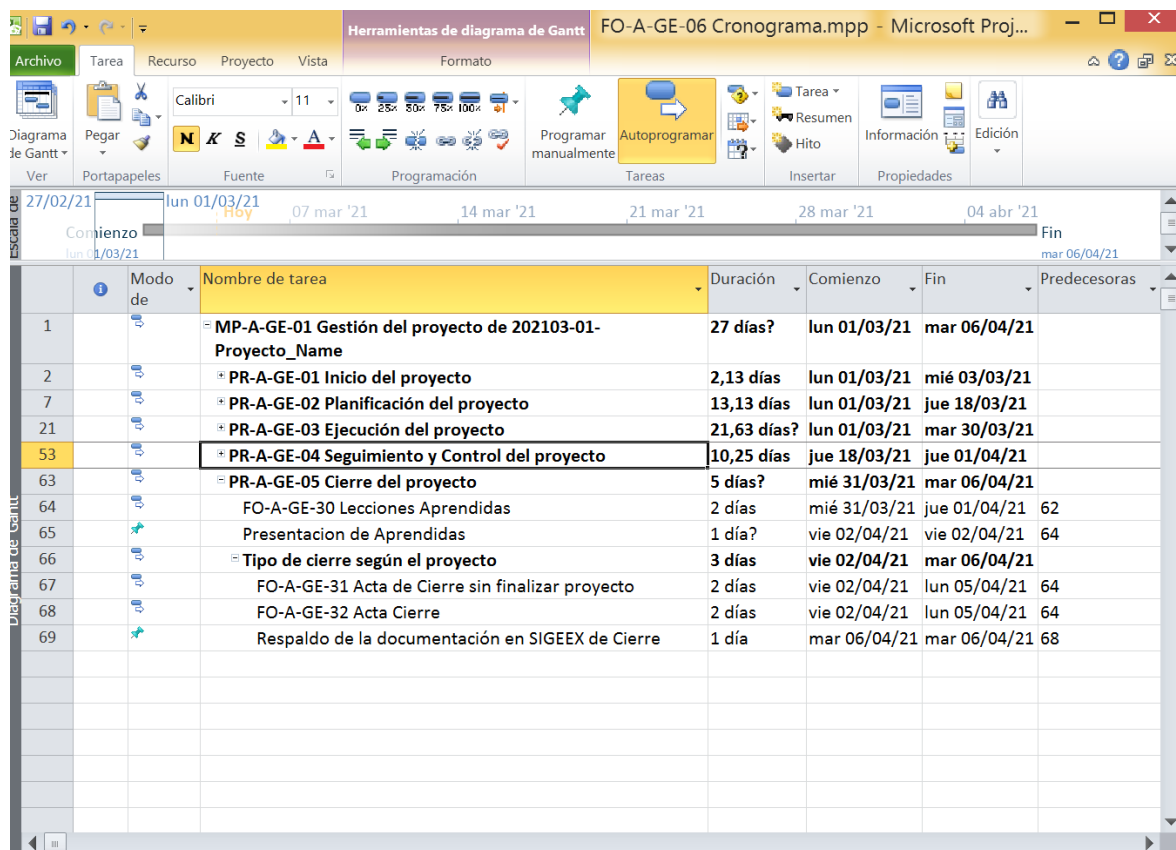 Herramientas de diagrama de Gantt
FO-A-GE-06 Cronograma.mpp - Microsoft Proj...
Archivo Tarea Recurso Proyecto Vista Formato
Calibri 11
0× 25× 50× 75× 100×
N K S A
Diagrama de Gantt
Pegar
Programar manualmente
Autoprogramar
Tarea
Resumen
Hito
Información
Edición
Ver Portapapeles Fuente Programación Tareas Insertar Propiedades
Escala de
27/02/21 lun 01/03/21
Hoy 07 mar '21 14 mar '21 21 mar '21 28 mar '21 04 abr '21
Comienzo Fin
lun 01/03/21 mar 06/04/21
Modo de Nombre de tarea Duración Comienzo Fin Predecesoras
1 MP-A-GE-01 Gestión del proyecto de 202103-01- 27 días? lun 01/03/21 mar 06/04/21
Proyecto_Name
2 PR-A-GE-01 Inicio del proyecto 2,13 días lun 01/03/21 mié 03/03/21
7 PR-A-GE-02 Planificación del proyecto 13,13 días lun 01/03/21 jue 18/03/21
21 PR-A-GE-03 Ejecución del proyecto 21,63 días? lun 01/03/21 mar 30/03/21
53 PR-A-GE-04 Seguimiento y Control del proyecto 10,25 días jue 18/03/21 jue 01/04/21
63 PR-A-GE-05 Cierre del proyecto 5 días? mié 31/03/21 mar 06/04/21
64 FO-A-GE-30 Lecciones Aprendidas 2 días mié 31/03/21 jue 01/04/21 62
65 Presentacion de Aprendidas 1 día? vie 02/04/21 vie 02/04/21 64
66 Tipo de cierre según el proyecto 3 días vie 02/04/21 mar 06/04/21
67 FO-A-GE-31 Acta de Cierre sin finalizar proyecto 2 días vie 02/04/21 lun 05/04/21 64
68 FO-A-GE-32 Acta Cierre 2 días vie 02/04/21 lun 05/04/21 64
69 Respaldo de la documentación en SIGEEX de Cierre 1 día mar 06/04/21 mar 06/04/21 68
Diagrama de Gantt